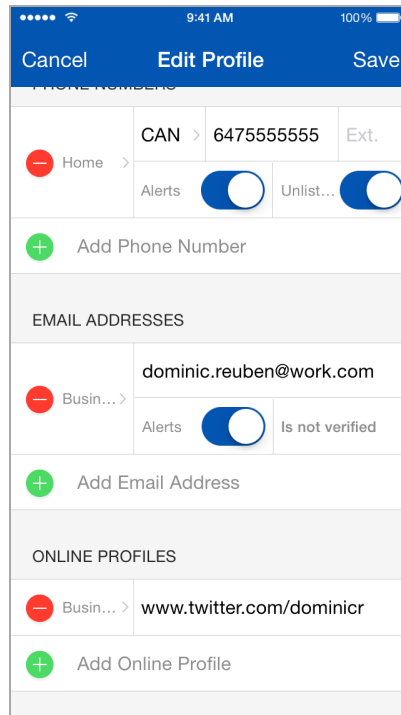 9:41 AM 100%
Cancel Edit Profile Save
PHONE NUMBERS
CAN 6475555555 Ext.
Home
Alerts Unlist...
Add Phone Number
EMAIL ADDRESSES
dominic.reuben@work.com
Busin...
Alerts Is not verified
Add Email Address
ONLINE PROFILES
Busin... www.twitter.com/dominicr
Add Online Profile